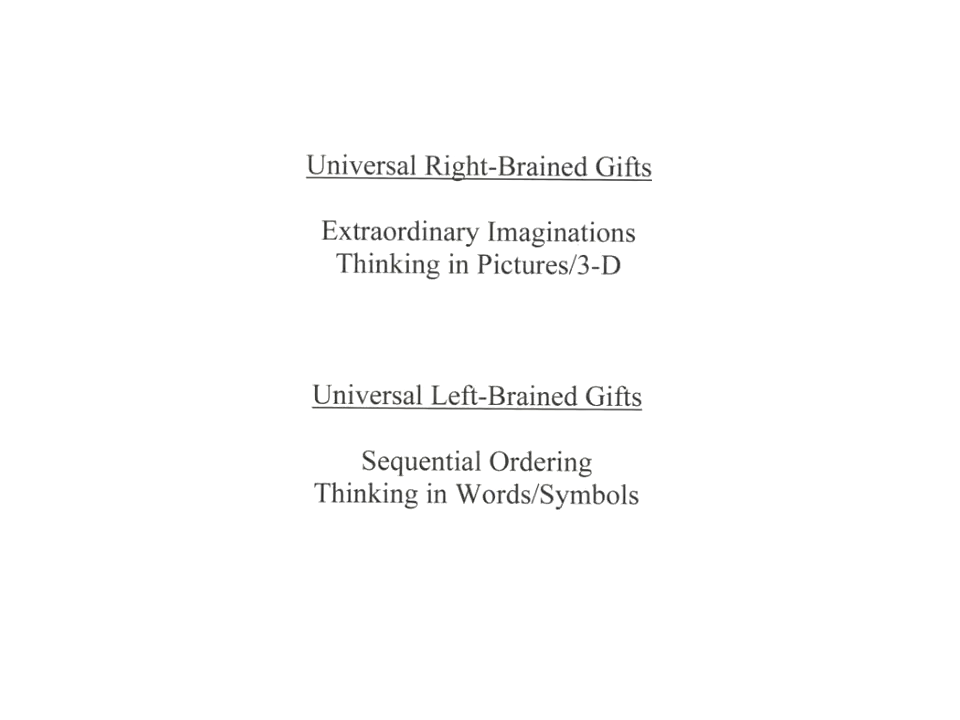 Universal Right-Brained Gifts
Extraordinary Imaginations
Thinking in Pictures/3-D
Universal Left-Brained Gifts
Sequential Ordering
Thinking in Words/Symbols